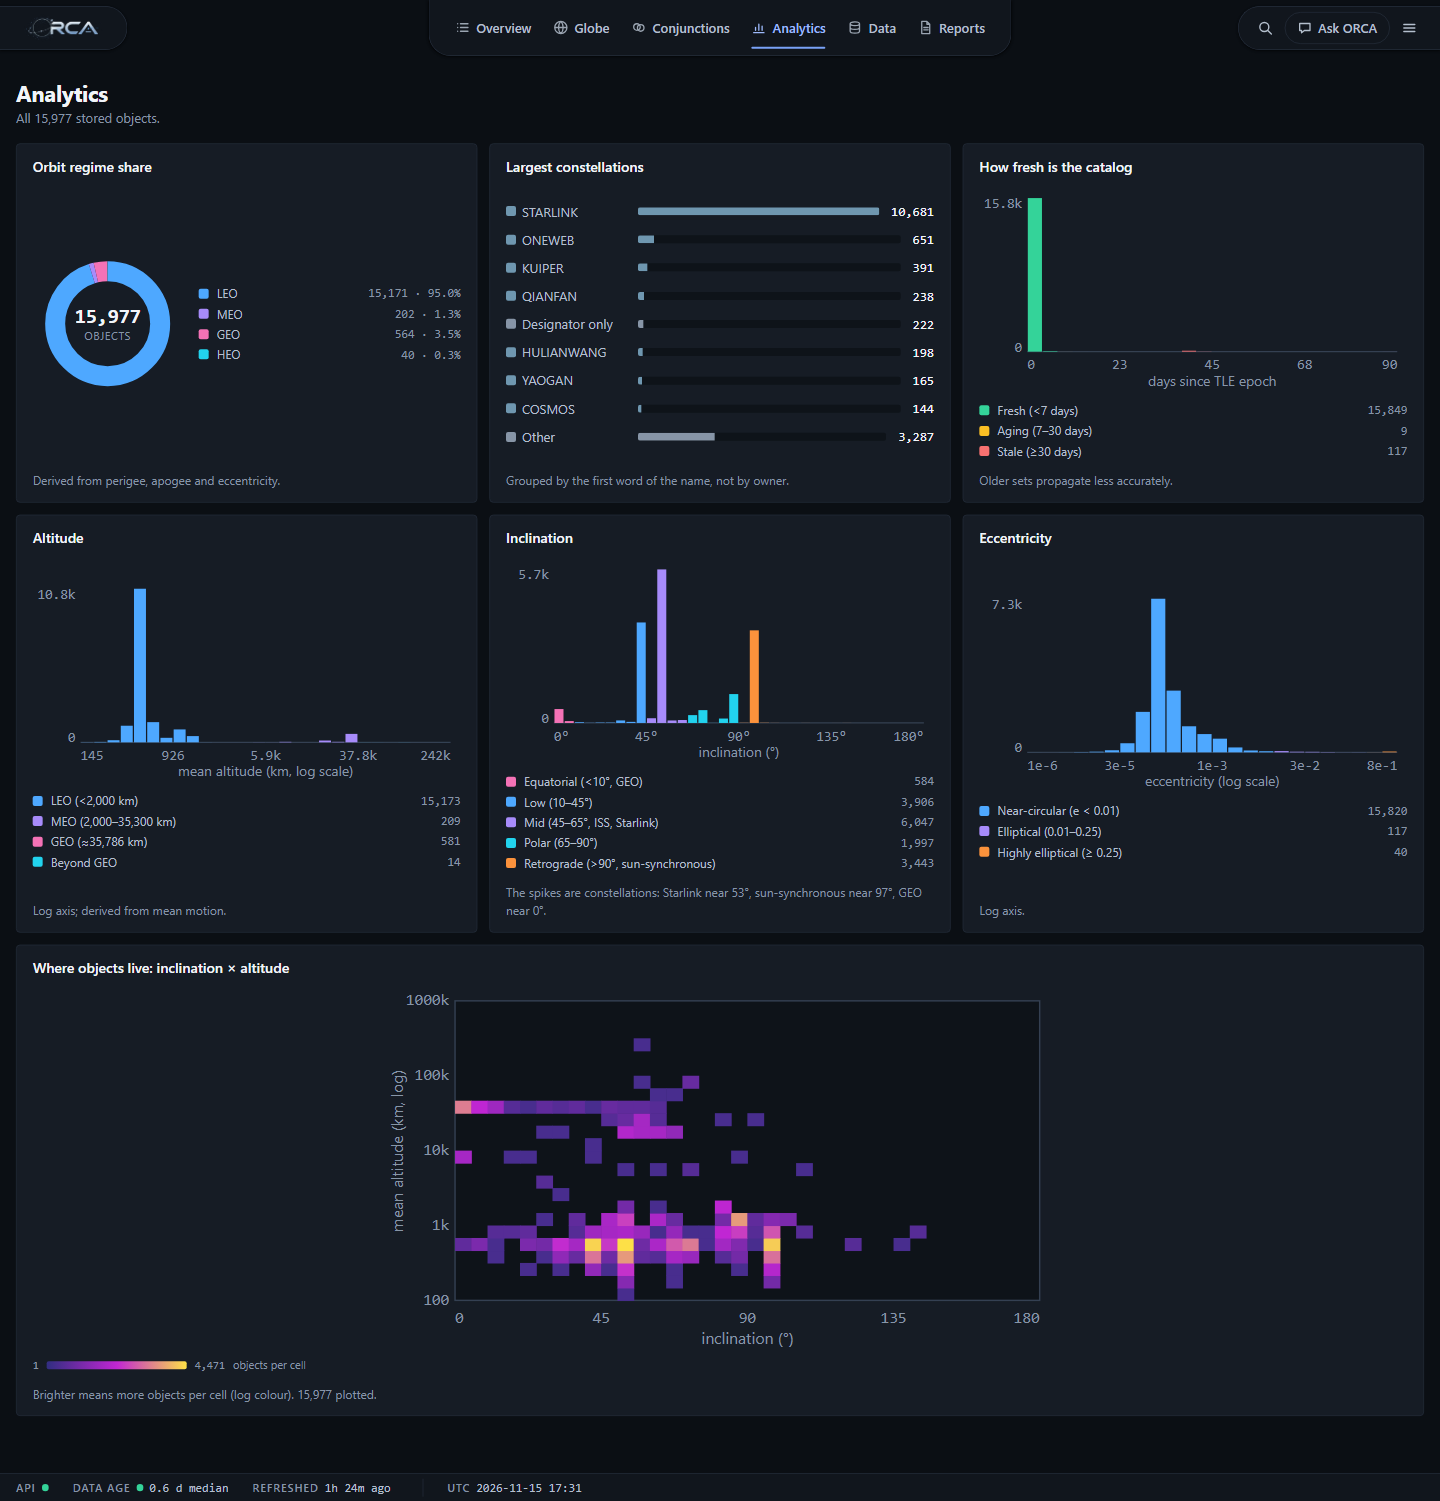 ORCA
Overview
Globe
Conjunctions
Analytics
Data
Reports
Ask ORCA
Analytics
All 15,977 stored objects.
Orbit regime share
15,977
OBJECTS
LEO 15,171 · 95.0%
MEO 202 · 1.3%
GEO 564 · 3.5%
HEO 40 · 0.3%
Derived from perigee, apogee and eccentricity.
Largest constellations
STARLINK 10,681
ONEWEB 651
KUIPER 391
QIANFAN 238
Designator only 222
HULIANWANG 198
YAOGAN 165
COSMOS 144
Other 3,287
Grouped by the first word of the name, not by owner.
How fresh is the catalog
15.8k
0
0 23 45 68 90
days since TLE epoch
Fresh (<7 days) 15,849
Aging (7–30 days) 9
Stale (≥30 days) 117
Older sets propagate less accurately.
Altitude
10.8k
0
145 926 5.9k 37.8k 242k
mean altitude (km, log scale)
LEO (<2,000 km) 15,173
MEO (2,000–35,300 km) 209
GEO (≈35,786 km) 581
Beyond GEO 14
Log axis; derived from mean motion.
Inclination
5.7k
0
0° 45° 90° 135° 180°
inclination (°)
Equatorial (<10°, GEO) 584
Low (10–45°) 3,906
Mid (45–65°, ISS, Starlink) 6,047
Polar (65–90°) 1,997
Retrograde (>90°, sun-synchronous) 3,443
The spikes are constellations: Starlink near 53°, sun-synchronous near 97°, GEO
near 0°.
Eccentricity
7.3k
0
1e-6 3e-5 1e-3 3e-2 8e-1
eccentricity (log scale)
Near-circular (e < 0.01) 15,820
Elliptical (0.01–0.25) 117
Highly elliptical (≥ 0.25) 40
Log axis.
Where objects live: inclination × altitude
1000k
100k
10k
1k
100
mean altitude (km, log)
0 45 90 135 180
inclination (°)
1 4,471 objects per cell
Brighter means more objects per cell (log colour). 15,977 plotted.
API DATA AGE 0.6 d median REFRESHED 1h 24m ago UTC 2026-11-15 17:31